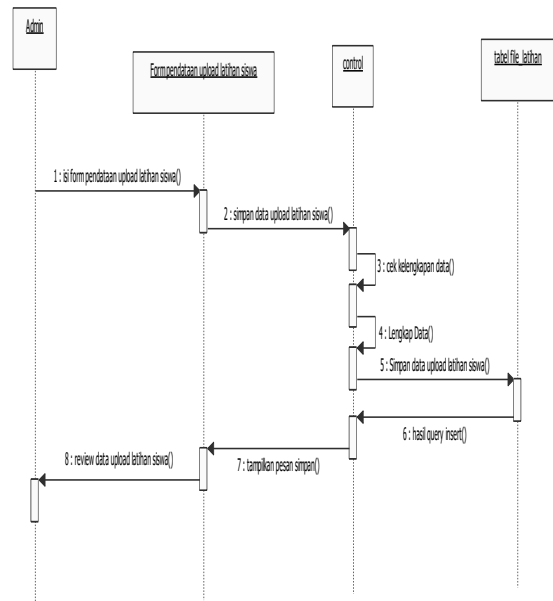 Admin
Form pendataan upload latihan siswa
control
tabel file_latihan
1 : isi form pendataan upload latihan siswa()
2 : simpan data upload latihan siswa()
3 : cek kelengkapan data()
4 : Lengkap Data()
5 : Simpan data upload latihan siswa()
6 : hasil query insert()
7 : tampilkan pesan simpan()
8 : review data upload latihan siswa()